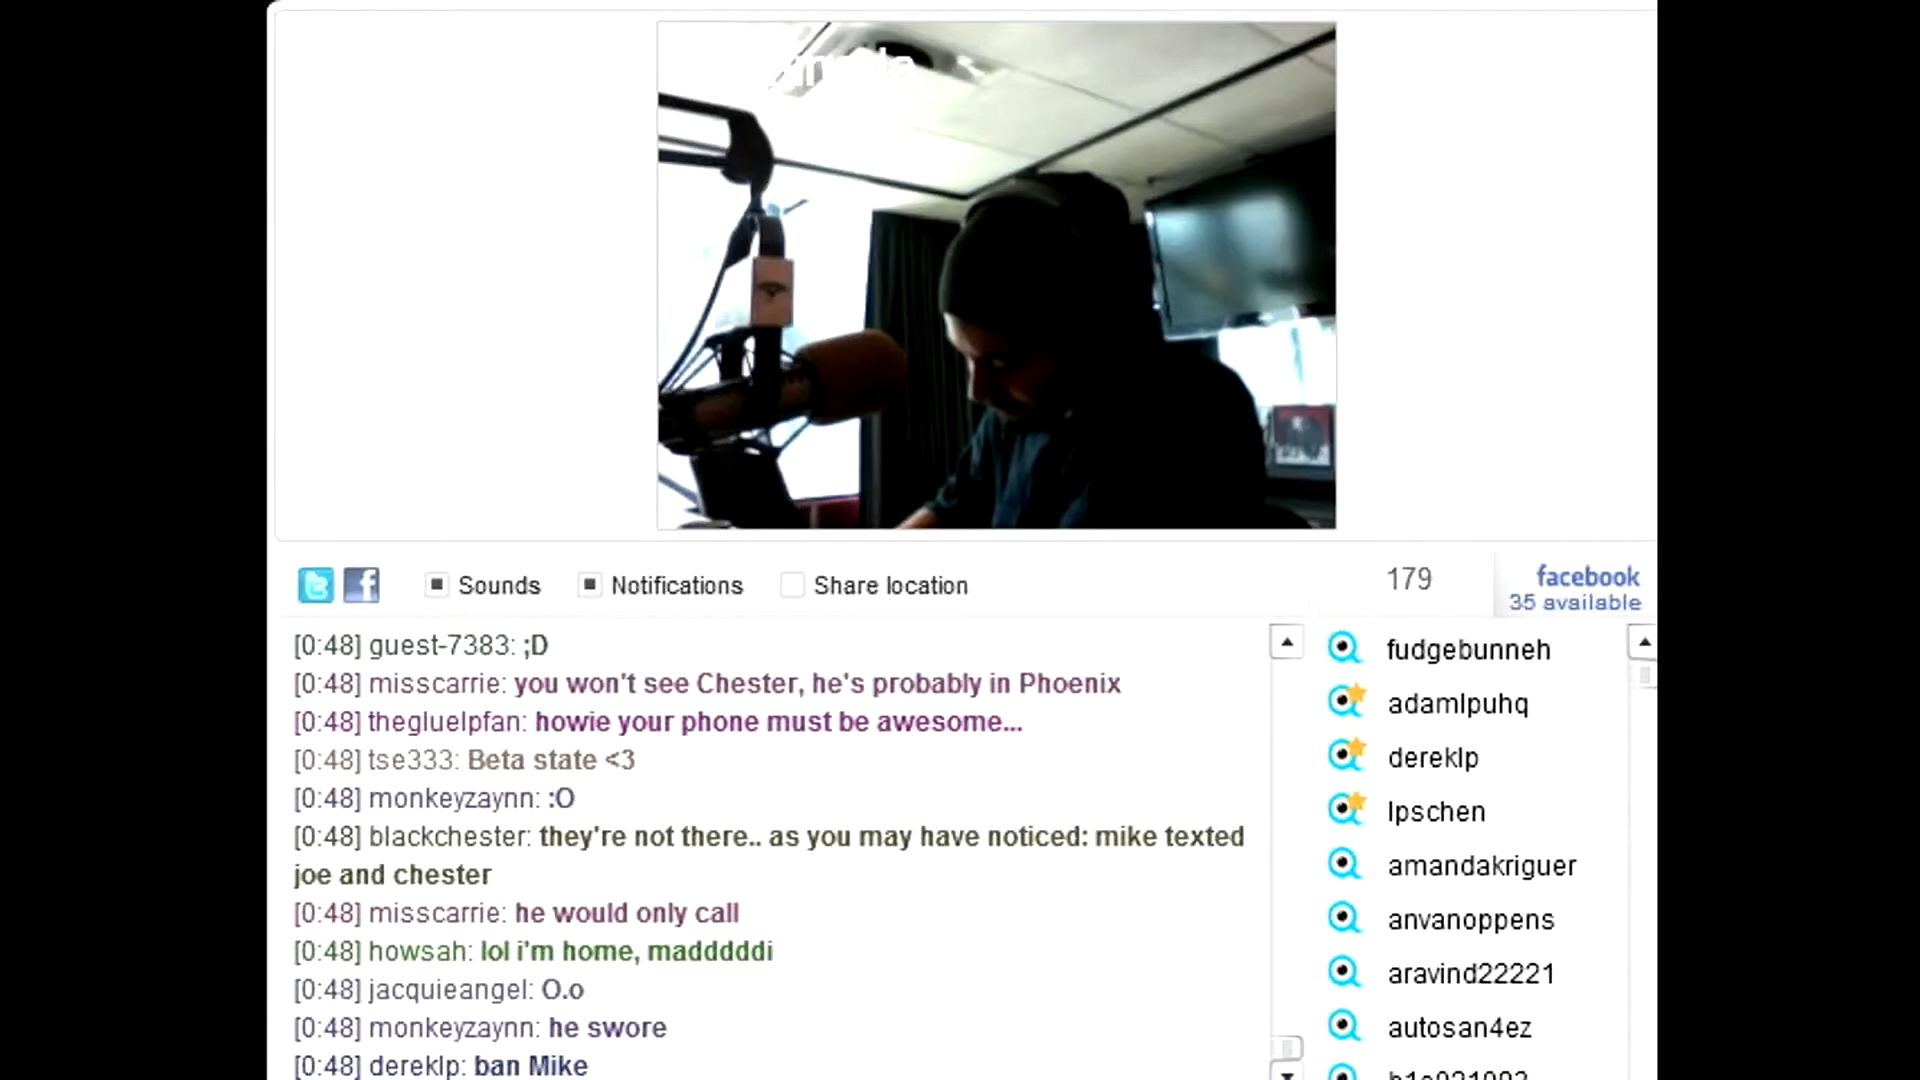 Sounds Notifications Share location
179
facebook
35 available
[0:48] guest-7383: ;D
[0:48] misscarrie: you won't see Chester, he's probably in Phoenix
[0:48] thegluelpfan: howie your phone must be awesome...
[0:48] tse333: Beta state <3
[0:48] monkeyzaynn: :O
[0:48] blackchester: they're not there.. as you may have noticed: mike texted
joe and chester
[0:48] misscarrie: he would only call
[0:48] howsah: lol i'm home, maddddi
[0:48] jacquieangel: O.o
[0:48] monkeyzaynn: he swore
[0:48] dereklp: ban Mike
fudgebunneh
adamlpuhq
dereklp
lpschen
amandakriguer
anvanoppens
aravind22221
autosan4ez